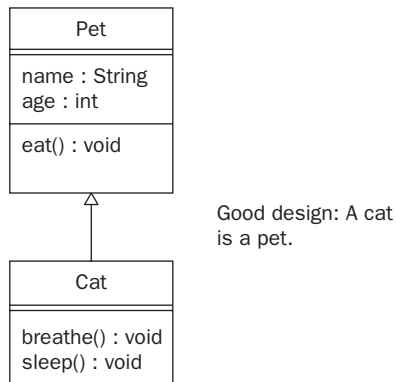 Pet
name : String
age : int
eat() : void
Good design: A cat
is a pet.
Cat
breathe() : void
sleep() : void